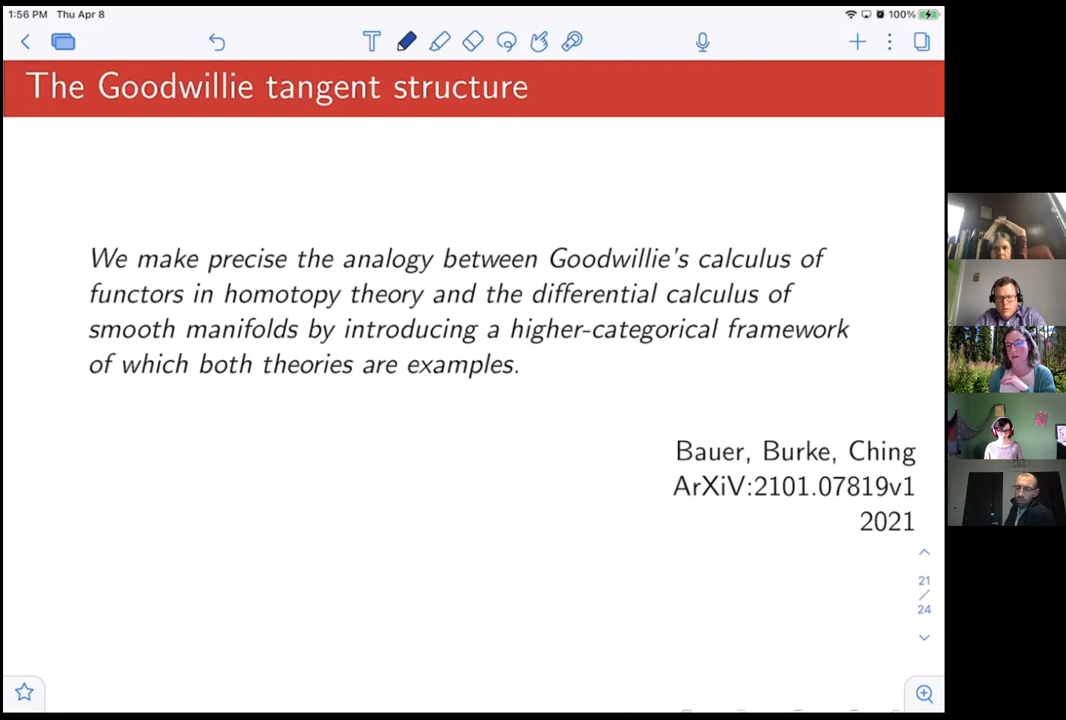 1:56 PM Thu Apr 8
100%
The Goodwillie tangent structure
We make precise the analogy between Goodwillie's calculus of
functors in homotopy theory and the differential calculus of
smooth manifolds by introducing a higher-categorical framework
of which both theories are examples.
Bauer, Burke, Ching
ArXiV:2101.07819v1
2021
21
/
24